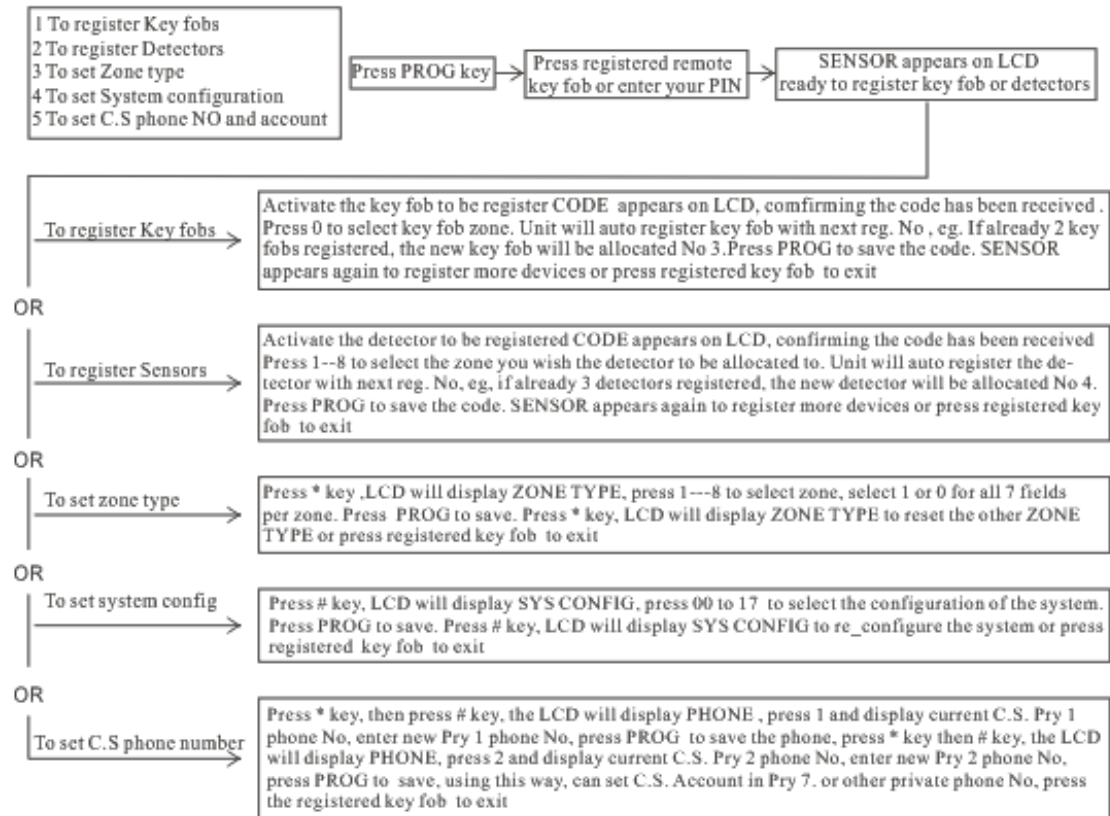 1 To register Key fobs
2 To register Detectors
3 To set Zone type
4 To set System configuration
5 To set C.S phone NO and account
Press PROG key
Press registered remote
key fob or enter your PIN
SENSOR appears on LCD
ready to register key fob or detectors
To register Key fobs
Activate the key fob to be register CODE appears on LCD, comfirming the code has been received .
Press 0 to select key fob zone. Unit will auto register key fob with next reg. No , eg. If already 2 key
fobs registered, the new key fob will be allocated No 3.Press PROG to save the code. SENSOR
appears again to register more devices or press registered key fob to exit
OR
To register Sensors
Activate the detector to be registered CODE appears on LCD, confirming the code has been received
Press 1--8 to select the zone you wish the detector to be allocated to. Unit will auto register the de-
tector with next reg. No, eg, if already 3 detectors registered, the new detector will be allocated No 4.
Press PROG to save the code. SENSOR appears again to register more devices or press registered key
fob to exit
OR
To set zone type
Press * key ,LCD will display ZONE TYPE, press 1---8 to select zone, select 1 or 0 for all 7 fields
per zone. Press PROG to save. Press * key, LCD will display ZONE TYPE to reset the other ZONE
TYPE or press registered key fob to exit
OR
To set system config
Press # key, LCD will display SYS CONFIG, press 00 to 17 to select the configuration of the system.
Press PROG to save. Press # key, LCD will display SYS CONFIG to re_configure the system or press
registered key fob to exit
OR
To set C.S phone number
Press * key, then press # key, the LCD will display PHONE , press 1 and display current C.S. Pry 1
phone No, enter new Pry 1 phone No, press PROG to save the phone, press * key then # key, the LCD
will display PHONE, press 2 and display current C.S. Pry 2 phone No, enter new Pry 2 phone No,
press PROG to save, using this way, can set C.S. Account in Pry 7. or other private phone No, press
the registered key fob to exit